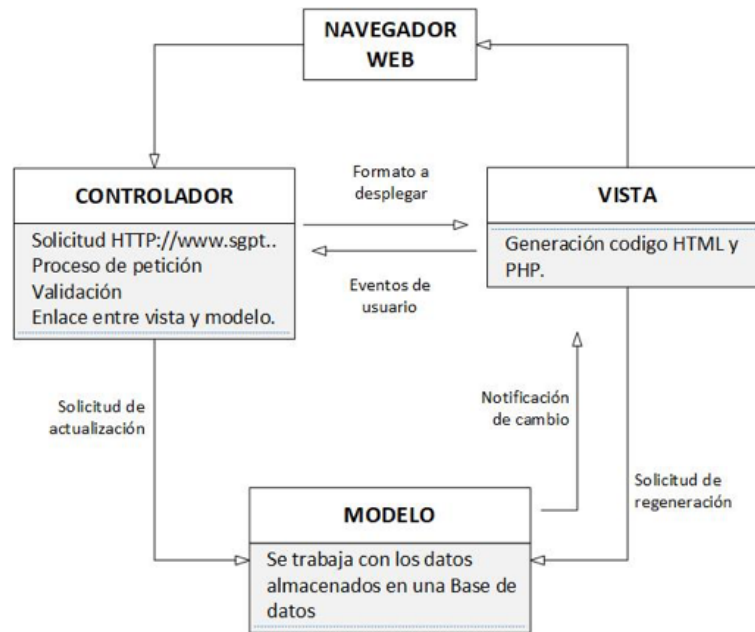 NAVEGADOR
WEB
CONTROLADOR
Solicitud HTTP://www.sgpt..
Proceso de petición
Validación
Enlace entre vista y modelo.
Formato a
desplegar
Eventos de
usuario
VISTA
Generación codigo HTML y
PHP.
Solicitud de
actualización
Notificación
de cambio
Solicitud de
regeneración
MODELO
Se trabaja con los datos
almacenados en una Base de
datos